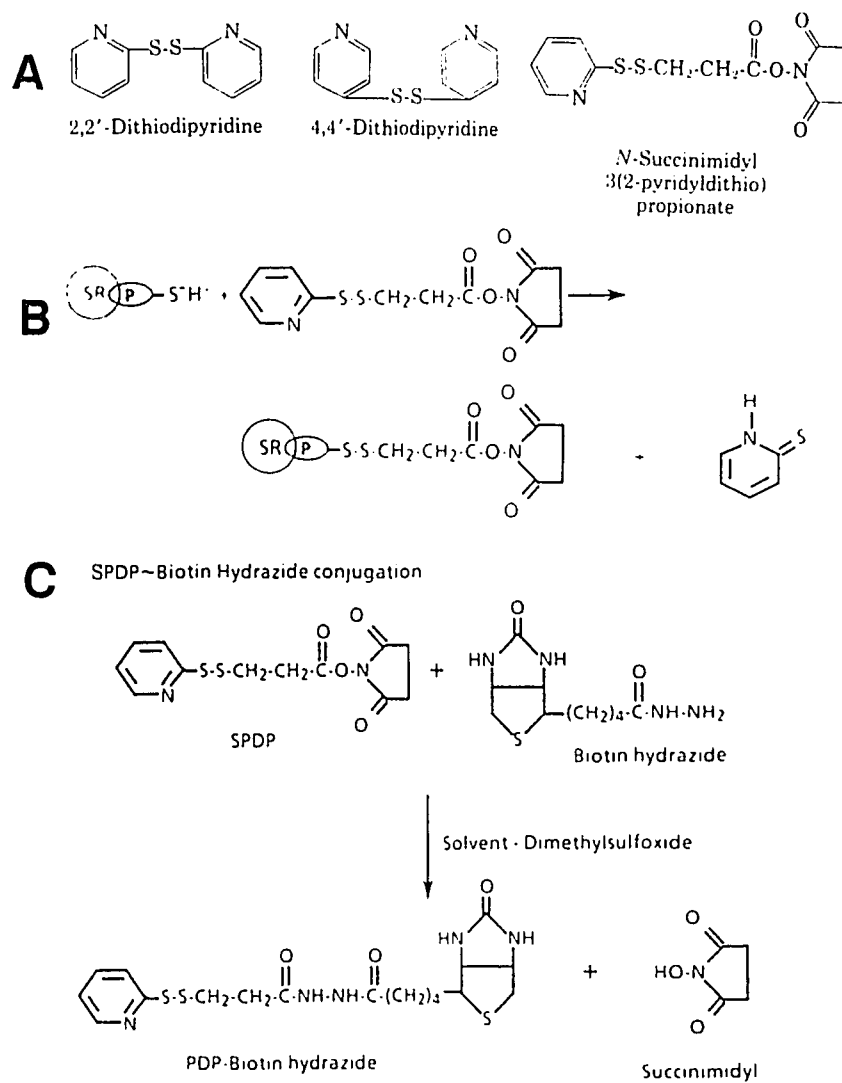 A
N
S-S
N
2,2'-Dithiodipyridine
N
N
S-S
4,4'-Dithiodipyridine
N
S-S-CH2-CH2-C-O-N
O
O
O
N-Succinimidyl
3(2-pyridyldithio)
propionate
B
SR P S-H+ +
N
S-S-CH2-CH2-C-O-N
O
O
O
SR P S-S-CH2-CH2-C-O-N
O
O
O
+
H
N
S
C
SPDP~Biotin Hydrazide conjugation
N
S-S-CH2-CH2-C-O-N
O
O
O
SPDP
+
O
HN NH
S
(CH2)4-C-NH-NH2
O
Biotin hydrazide
Solvent - Dimethylsulfoxide
N
S-S-CH2-CH2-C-NH-NH-C-(CH2)4
O
O
O
HN NH
S
PDP-Biotin hydrazide
+
O
HO-N
O
Succinimidyl